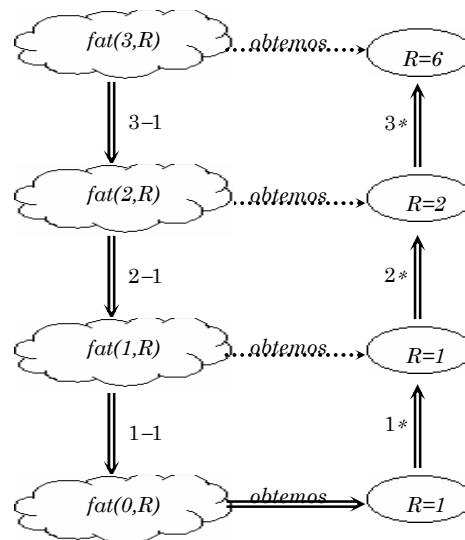 fat(3,R) obtemos R=6
3−1 3*
fat(2,R) obtemos R=2
2−1 2*
fat(1,R) obtemos R=1
1−1 1*
fat(0,R) obtemos R=1